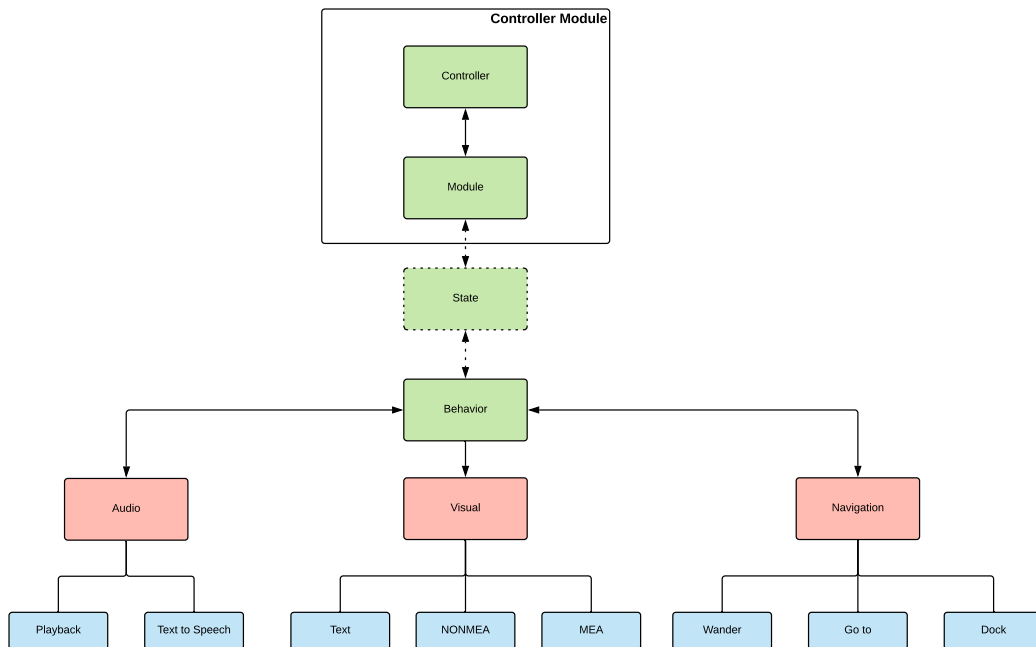 Controller Module
Controller
Module
State
Behavior
Audio
Visual
Navigation
Playback
Text to Speech
Text
NONMEA
MEA
Wander
Go to
Dock